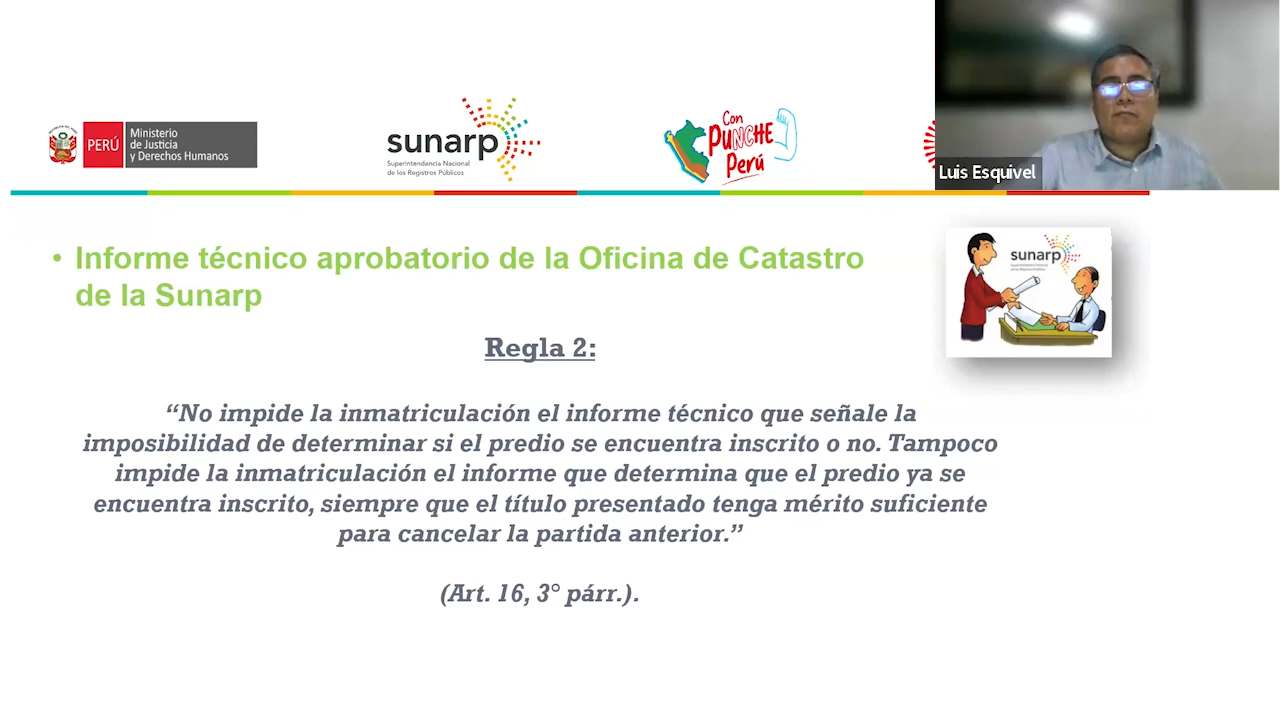 PERÚ
Ministerio
de Justicia
y Derechos Humanos
sunarp
Superintendencia Nacional
de los Registros Públicos
Con
PUNCHE
Perú
Luis Esquivel
• Informe técnico aprobatorio de la Oficina de Catastro
de la Sunarp
sunarp
Regla 2:
“No impide la inmatriculación el informe técnico que señale la
imposibilidad de determinar si el predio se encuentra inscrito o no. Tampoco
impide la inmatriculación el informe que determina que el predio ya se
encuentra inscrito, siempre que el título presentado tenga mérito suficiente
para cancelar la partida anterior.”
(Art. 16, 3° párr.).